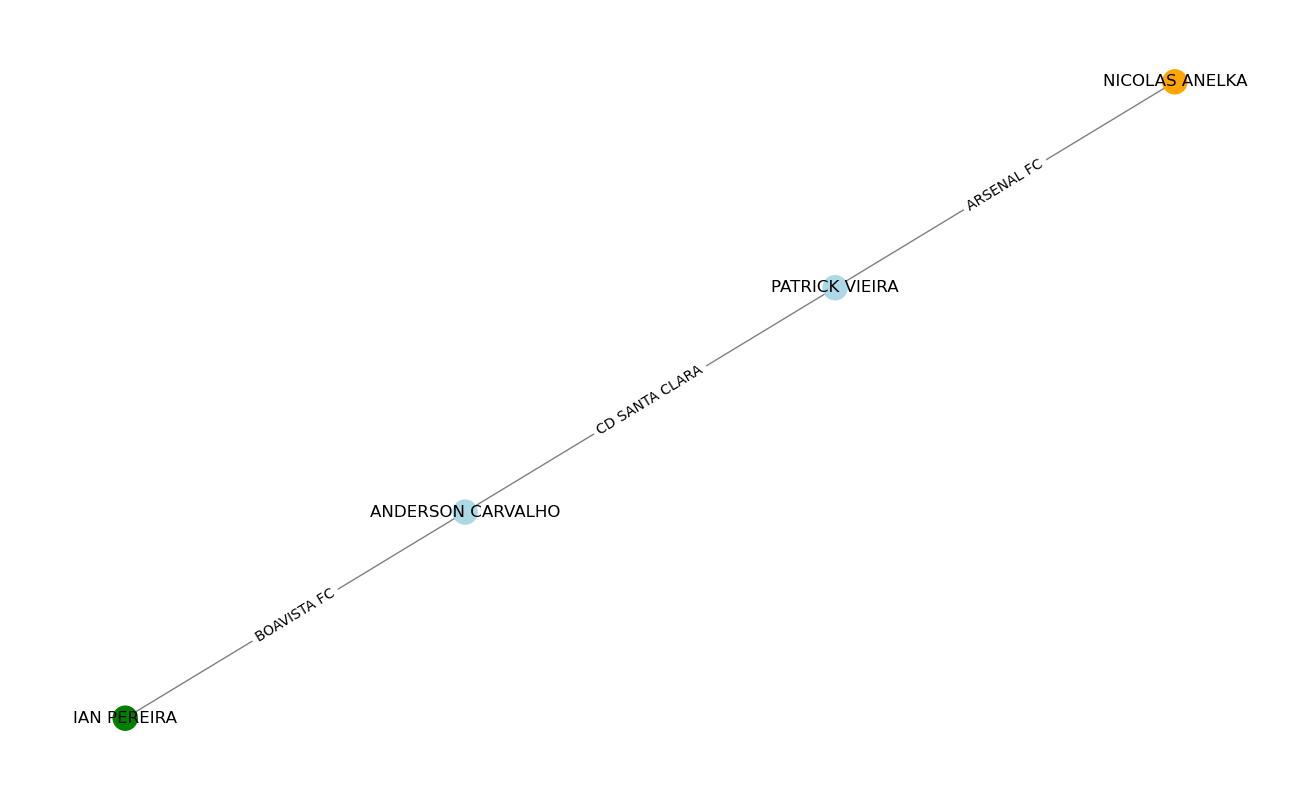 NICOLAS ANELKA
ARSENAL FC
PATRICK VIEIRA
CD SANTA CLARA
ANDERSON CARVALHO
BOAVISTA FC
IAN PEREIRA